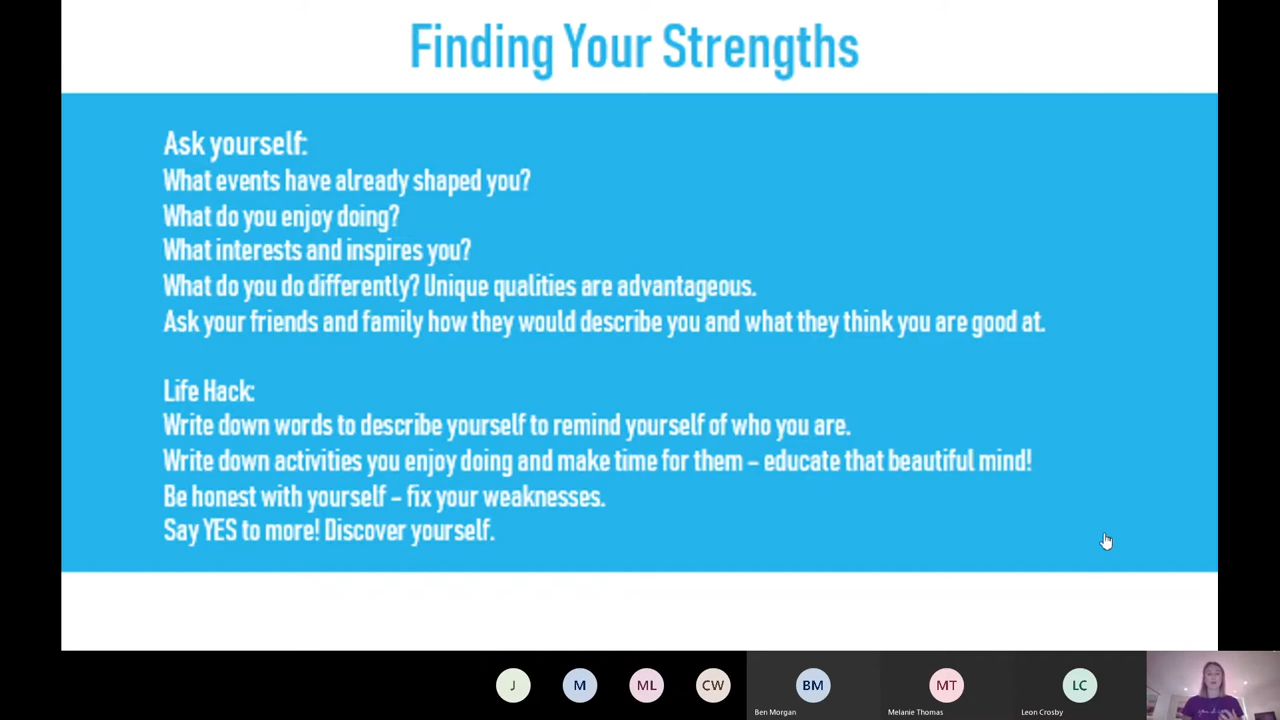 Finding Your Strengths
Ask yourself:
What events have already shaped you?
What do you enjoy doing?
What interests and inspires you?
What do you do differently? Unique qualities are advantageous.
Ask your friends and family how they would describe you and what they think you are good at.
Life Hack:
Write down words to describe yourself to remind yourself of who you are.
Write down activities you enjoy doing and make time for them – educate that beautiful mind!
Be honest with yourself – fix your weaknesses.
Say YES to more! Discover yourself.
J
M
ML
CW
BM
MT
LC
Ben Morgan
Melanie Thomas
Leon Crosby